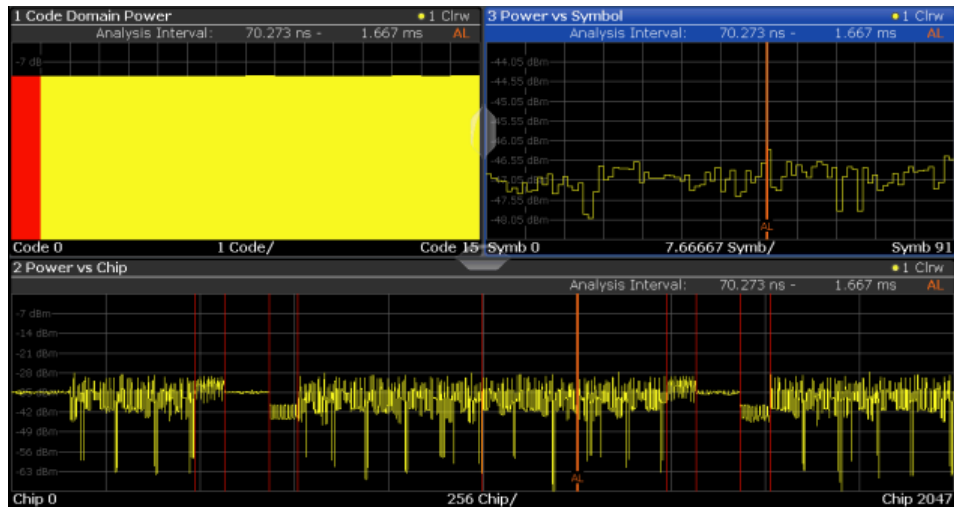 1 Code Domain Power 1 Clrw
Analysis Interval: 70.273 ns - 1.667 ms AL
-7 dB
Code 0 1 Code/ Code 15
3 Power vs Symbol 1 Clrw
Analysis Interval: 70.273 ns - 1.667 ms AL
-44.05 dBm
-44.55 dBm
-45.05 dBm
-45.55 dBm
-46.05 dBm
-46.55 dBm
-47.05 dBm
-47.55 dBm
-48.05 dBm
AL
Symb 0 7.66667 Symb/ Symb 91
2 Power vs Chip 1 Clrw
Analysis Interval: 70.273 ns - 1.667 ms AL
-7 dBm
-14 dBm
-21 dBm
-28 dBm
-35 dBm
-42 dBm
-49 dBm
-56 dBm
-63 dBm
AL
Chip 0 256 Chip/ Chip 2047